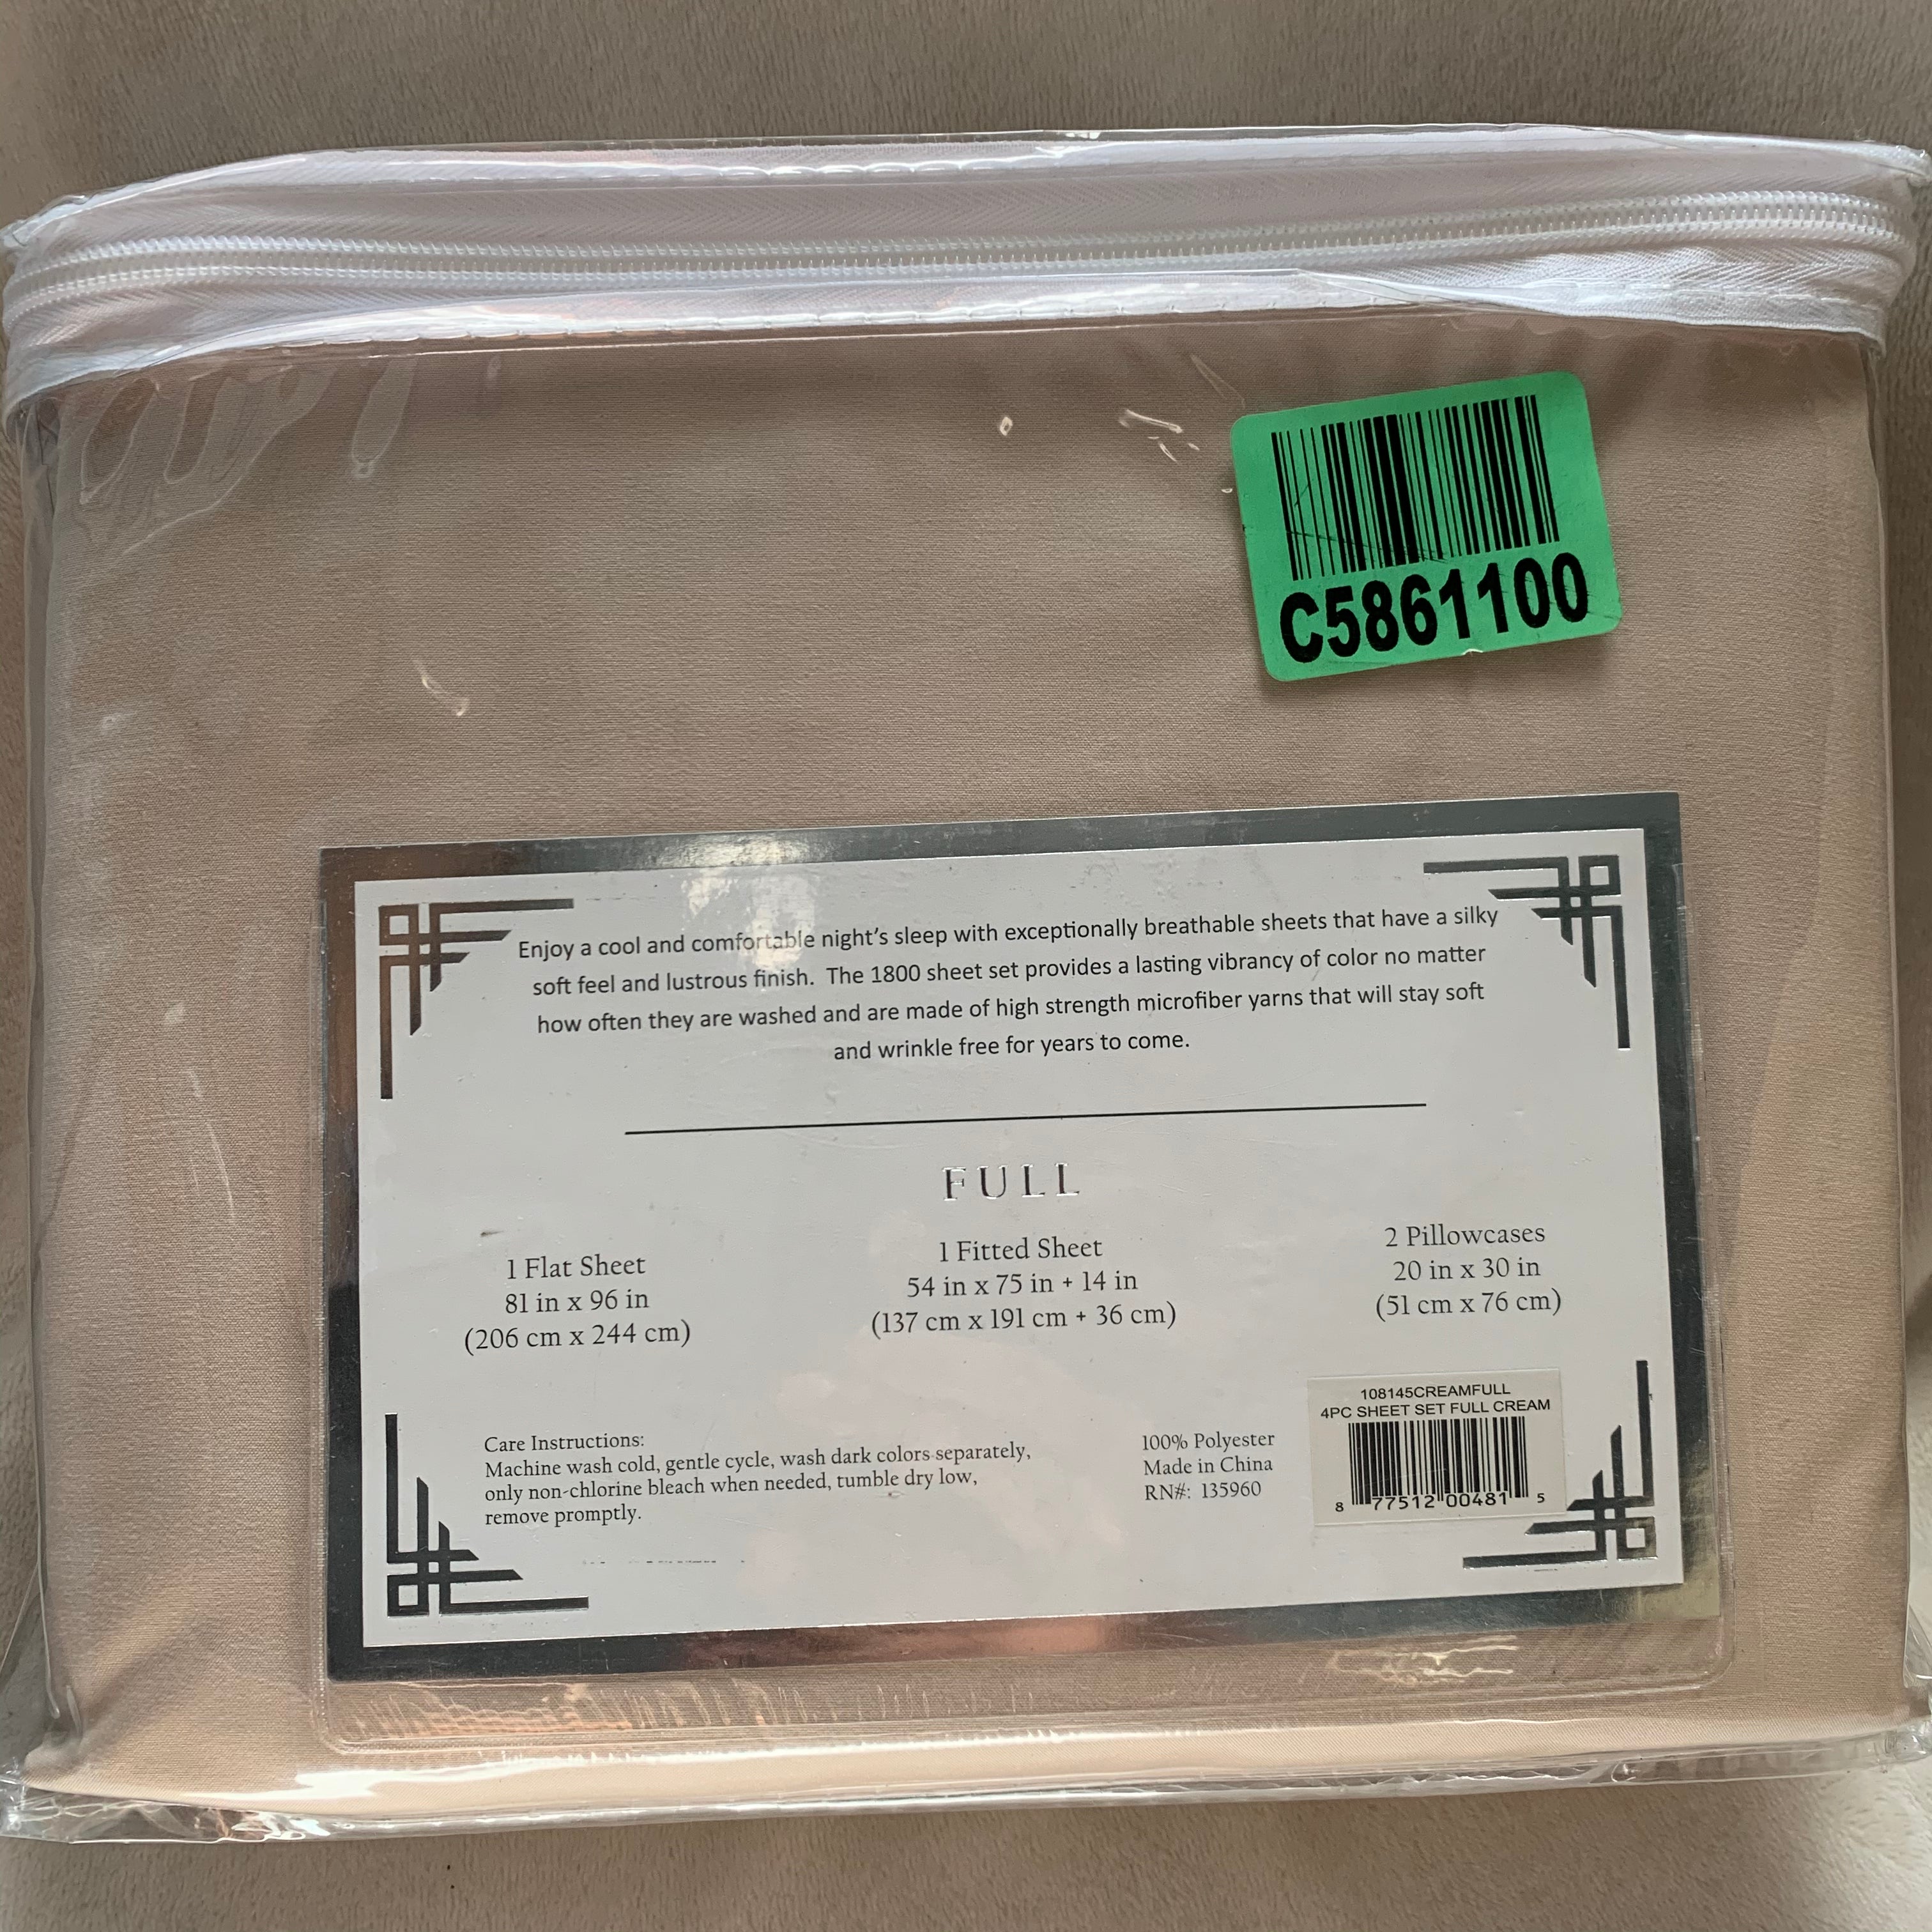 C5861100
Enjoy a cool and comfortable night's sleep with exceptionally breathable sheets that have a silky
soft feel and lustrous finish. The 1800 sheet set provides a lasting vibrancy of color no matter
how often they are washed and are made of high strength microfiber yarns that will stay soft
and wrinkle free for years to come.
FULL
1 Flat Sheet
81 in x 96 in
(206 cm x 244 cm)
1 Fitted Sheet
54 in x 75 in + 14 in
(137 cm x 191 cm + 36 cm)
2 Pillowcases
20 in x 30 in
(51 cm x 76 cm)
Care Instructions:
Machine wash cold, gentle cycle, wash dark colors separately,
only non-chlorine bleach when needed, tumble dry low,
remove promptly.
100% Polyester
Made in China
RN#: 135960
108145CREAMFULL
4PC SHEET SET FULL CREAM
8 77512 00481 5